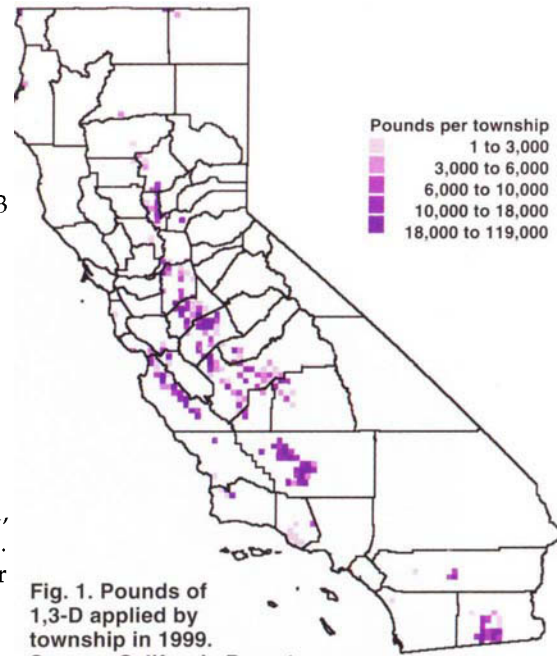 Pounds per township
1 to 3,000
3,000 to 6,000
6,000 to 10,000
10,000 to 18,000
18,000 to 119,000
3
,
.
r
Fig. 1. Pounds of
1,3-D applied by
township in 1999.